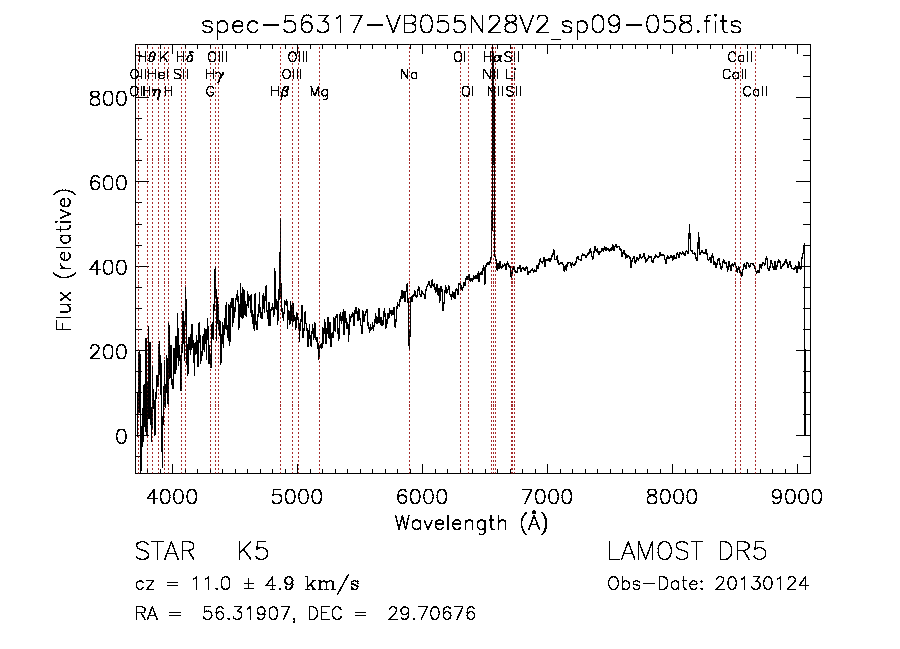 spec-56317-VB055N28V2_sp09-058.fits
Hθ K Hδ OIII OIII OI Hα SII CaII
OII HeI SII Hγ OIII Na NII Li CaII
OII Hη H G Hβ Mg OI NII SII CaII
800
600
400
200
0
Flux (relative)
4000 5000 6000 7000 8000 9000
Wavelength (Å)
STAR K5 LAMOST DR5
cz = 11.0 ± 4.9 km/s Obs-Date: 20130124
RA = 56.31907, DEC = 29.70676